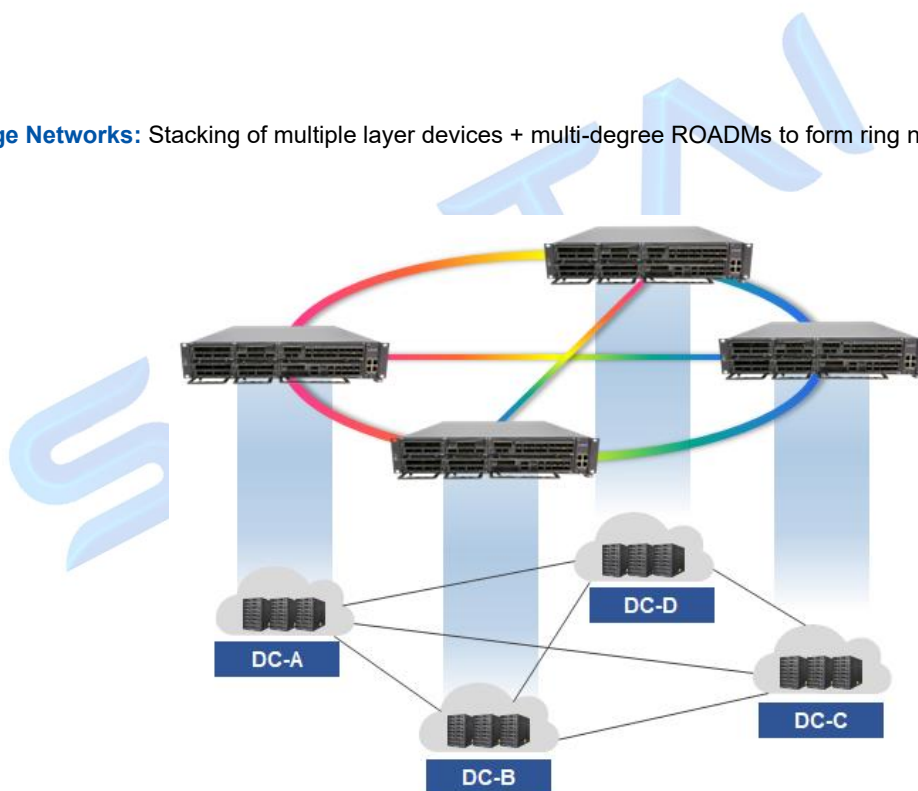 ge Networks: Stacking of multiple layer devices + multi-degree ROADMs to form ring n
DC-D
DC-A
DC-C
DC-B